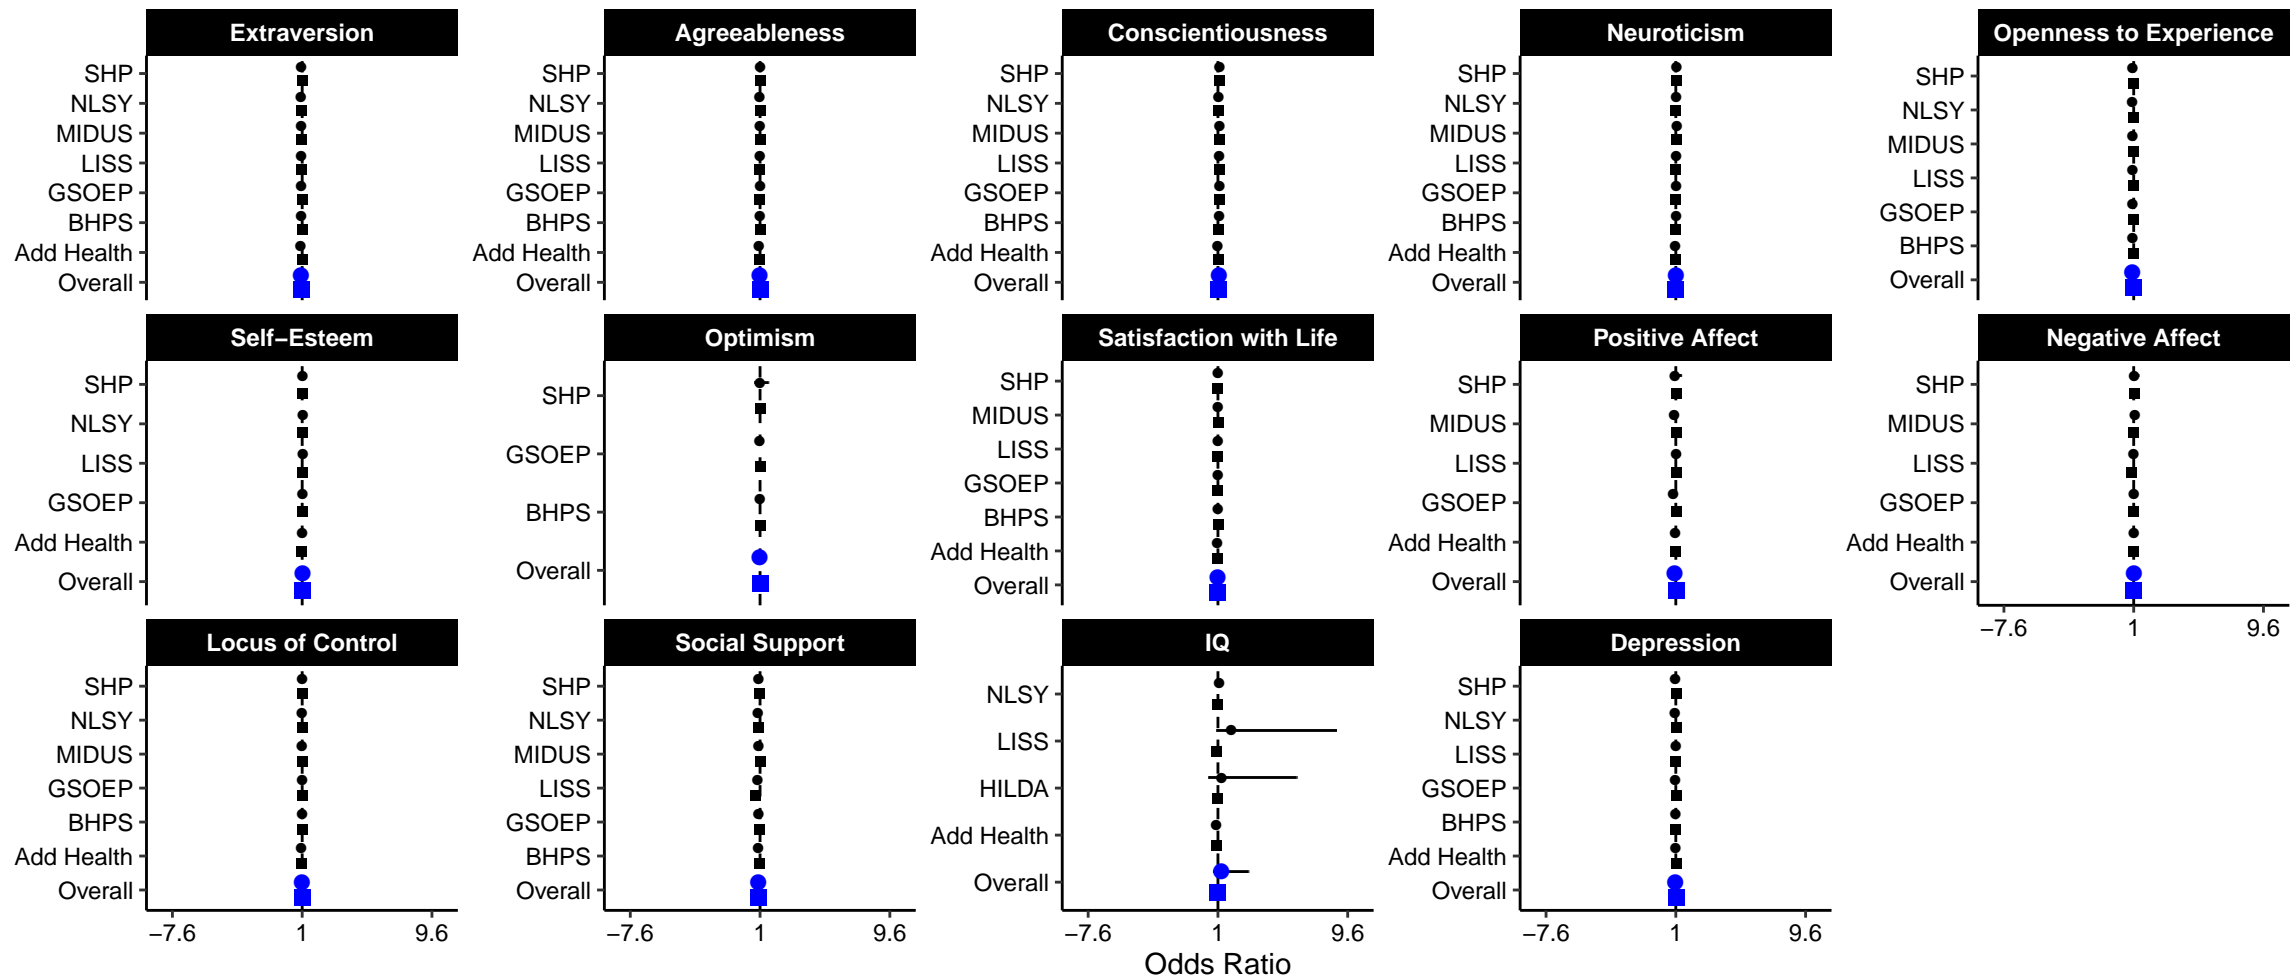 Extraversion
SHP
NLSY
MIDUS
LISS
GSOEP
BHPS
Add Health
Overall
Agreeableness
SHP
NLSY
MIDUS
LISS
GSOEP
BHPS
Add Health
Overall
Conscientiousness
SHP
NLSY
MIDUS
LISS
GSOEP
BHPS
Add Health
Overall
Neuroticism
SHP
NLSY
MIDUS
LISS
GSOEP
BHPS
Add Health
Overall
Openness to Experience
SHP
NLSY
MIDUS
LISS
GSOEP
BHPS
Overall
Self−Esteem
SHP
NLSY
LISS
GSOEP
Add Health
Overall
Optimism
SHP
GSOEP
BHPS
Overall
Satisfaction with Life
SHP
MIDUS
LISS
GSOEP
BHPS
Add Health
Overall
Positive Affect
SHP
MIDUS
LISS
GSOEP
Add Health
Overall
Negative Affect
SHP
MIDUS
LISS
GSOEP
Add Health
Overall
−7.6 1 9.6
Locus of Control
SHP
NLSY
MIDUS
GSOEP
BHPS
Add Health
Overall
−7.6 1 9.6
Social Support
SHP
NLSY
MIDUS
LISS
GSOEP
BHPS
Overall
−7.6 1 9.6
IQ
NLSY
LISS
HILDA
Add Health
Overall
−7.6 1 9.6
Depression
SHP
NLSY
LISS
GSOEP
BHPS
Add Health
Overall
−7.6 1 9.6
Odds Ratio